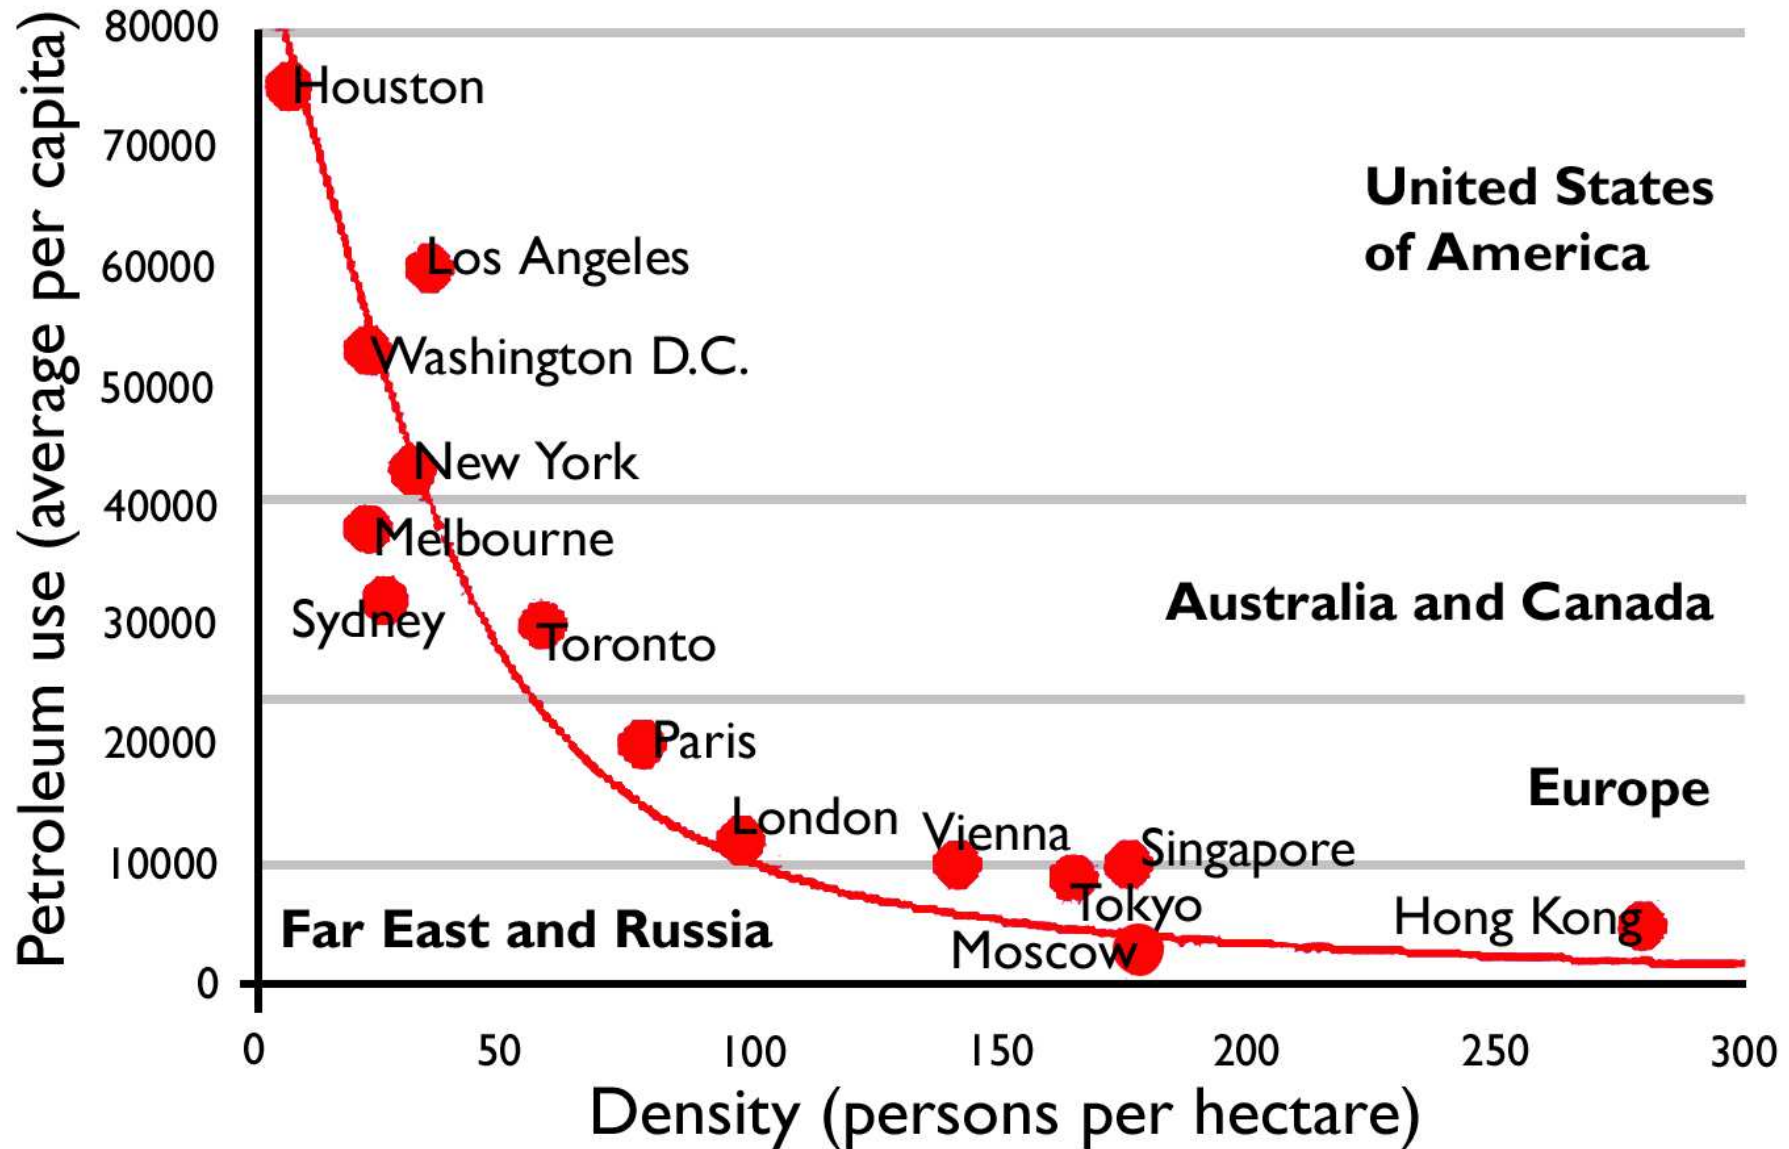 Petroleum use (average per capita)
80000
70000
60000
50000
40000
30000
20000
10000
0
Houston
United States
of America
Los Angeles
Washington D.C.
New York
Melbourne
Australia and Canada
Sydney
Toronto
Paris
Europe
London
Vienna
Singapore
Tokyo
Far East and Russia
Hong Kong
Moscow
0 50 100 150 200 250 300
Density (persons per hectare)